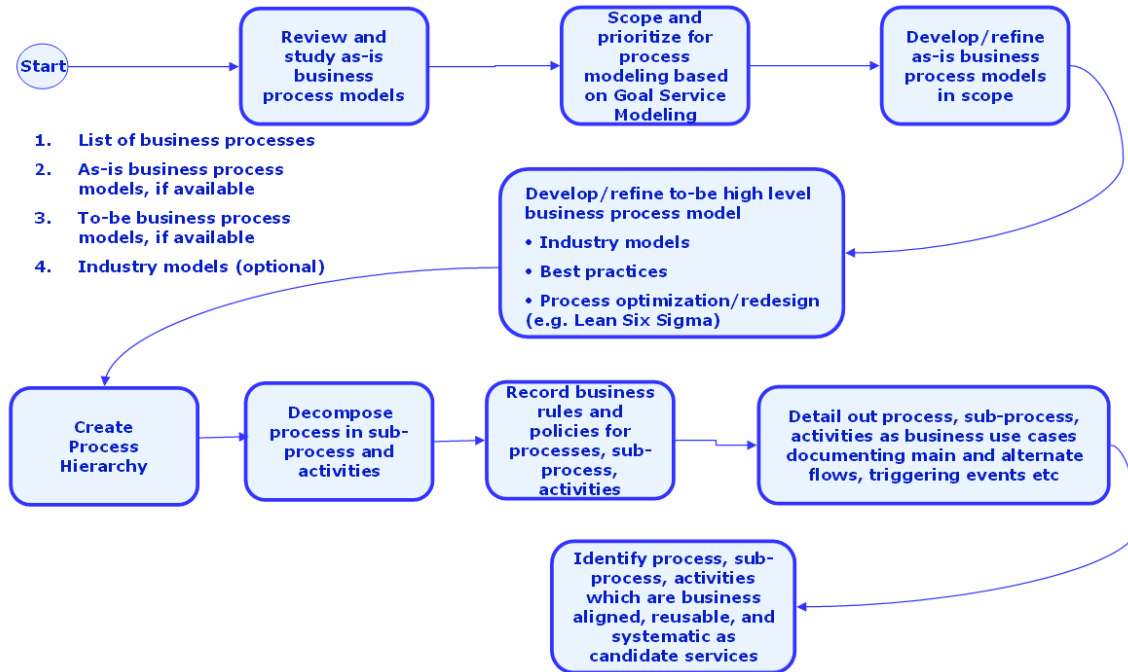 Start
Review and
study as-is
business
process models
Scope and
prioritize for
process
modeling based
on Goal Service
Modeling
Develop/refine
as-is business
process models
in scope
1. List of business processes
2. As-is business process
models, if available
3. To-be business process
models, if available
4. Industry models (optional)
Develop/refine to-be high level
business process model
• Industry models
• Best practices
• Process optimization/redesign
(e.g. Lean Six Sigma)
Create
Process
Hierarchy
Decompose
process in sub-
process and
activities
Record business
rules and
policies for
processes, sub-
process,
activities
Detail out process, sub-process,
activities as business use cases
documenting main and alternate
flows, triggering events etc
Identify process, sub-
process, activities
which are business
aligned, reusable, and
systematic as
candidate services